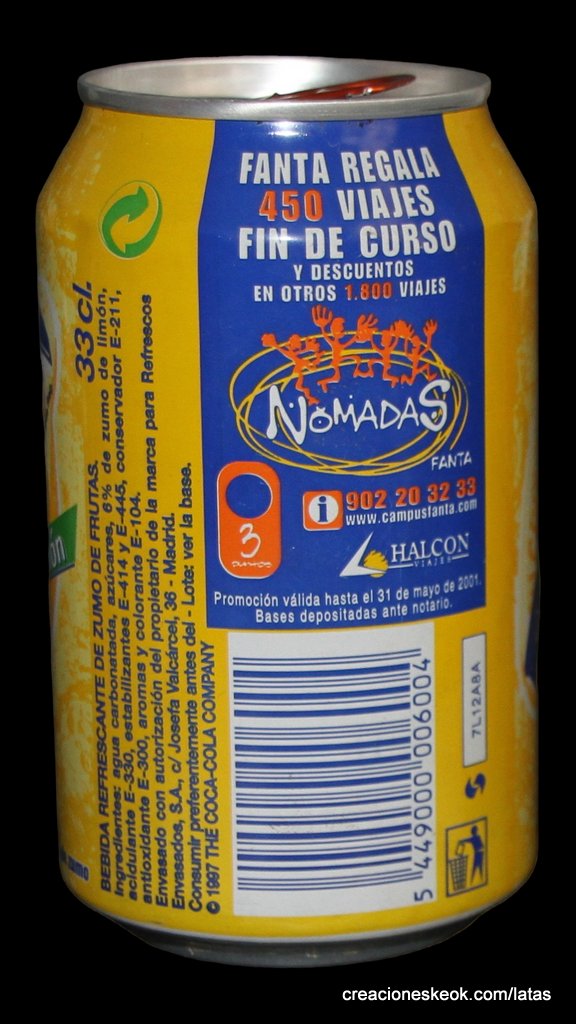 FANTA REGALA
450 VIAJES
FIN DE CURSO
Y DESCUENTOS
EN OTROS 1.800 VIAJES
NÓMADAS
FANTA
3
PUNTOS
i 902 20 32 33
www.campusfanta.com
HALCON
VIAJES
Promoción válida hasta el 31 de mayo de 2001.
Bases depositadas ante notario.
33 cl.
BEBIDA REFRESCANTE DE ZUMO DE FRUTAS.
Ingredientes: agua carbonatada, azúcares, 6% de zumo de limón,
acidulante E-330, estabilizantes E-414 y E-445, conservador E-211,
antioxidante E-300, aromas y colorante E-104.
Envasado con autorización del propietario de la marca para Refrescos
Envasados, S.A., c/ Josefa Valcárcel, 36 - Madrid.
Consumir preferentemente antes del - Lote: ver la base.
© 1997 THE COCA-COLA COMPANY
ón
zumo
5 449000 006004
7L12A8A
creacioneskeok.com/latas